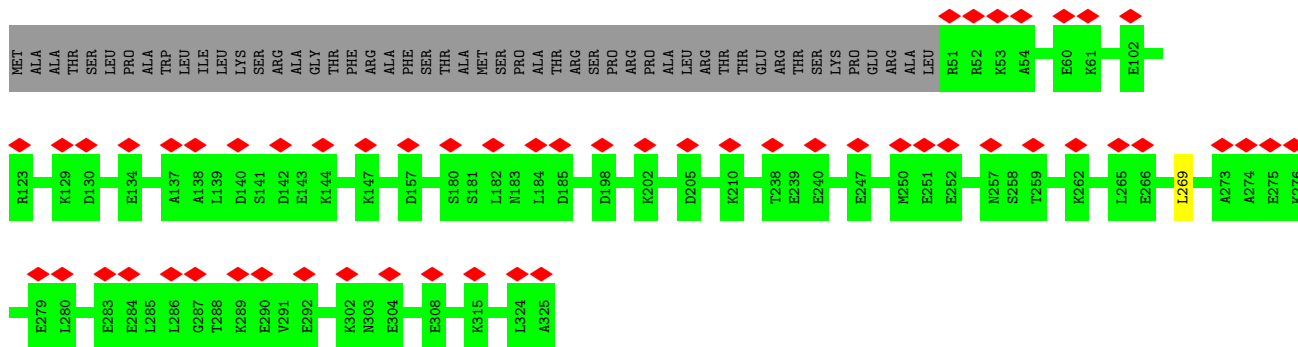 MET ALA ALA THR SER LEU PRO ALA TRP LEU ILE LEU LYS SER ARG ALA GLY THR PHE ARG ALA PHE SER THR ALA MET SER PRO ALA THR ARG SER PRO ARG PRO ALA LEU ARG THR THR GLU ARG THR SER LYS PRO GLU ARG ALA LEU R51 R52 K53 A54 E60 K61 E102
R123 K129 D130 E134 A137 A138 L139 D140 S141 D142 E143 K144 K147 D157 S180 S181 L182 N183 L184 D185 D198 K202 D205 K210 T238 E239 E240 E247 M250 E251 E252 N257 S258 T259 K262 L265 E266 L269 A273 A274 E275 K276
E279 L280 E283 E284 L285 L286 G287 T288 K289 E290 V291 E292 K302 N303 E304 E308 K315 L324 A325